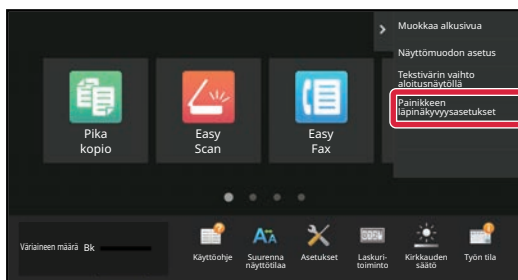 Muokkaa alkusivua
Näyttömuodon asetus
Tekstivärin vaihto
aloitusnäytöllä
Painikkeen
läpinäkyvyysasetukset
Pika
kopio
Easy
Scan
Easy
Fax
Väriaineen määrä Bk
Käyttöohje
Suurenna
näyttötilaa
Asetukset
Laskuri-
toiminto
Kirkkauden
säätö
Työn tila